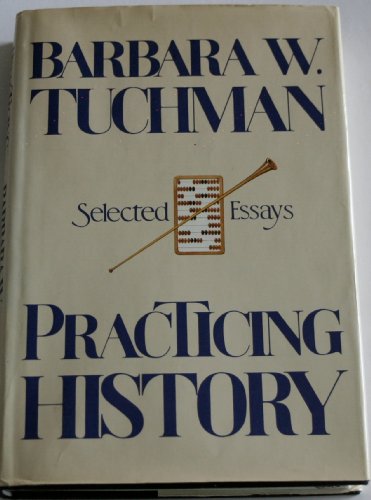 BARBARA W.
TUCHMAN
Selected Essays
PRACTICING
HISTORY